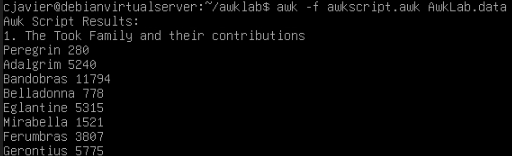 cjavier@debianvirtualserver:~/awklab$ awk -f awkscript.awk AwkLab.data
Awk Script Results:
1. The Took Family and their contributions
Peregrin 280
Adalgrim 5240
Bandobras 11794
Belladonna 778
Eglantine 5315
Mirabella 1521
Ferumbras 3807
Gerontius 5775